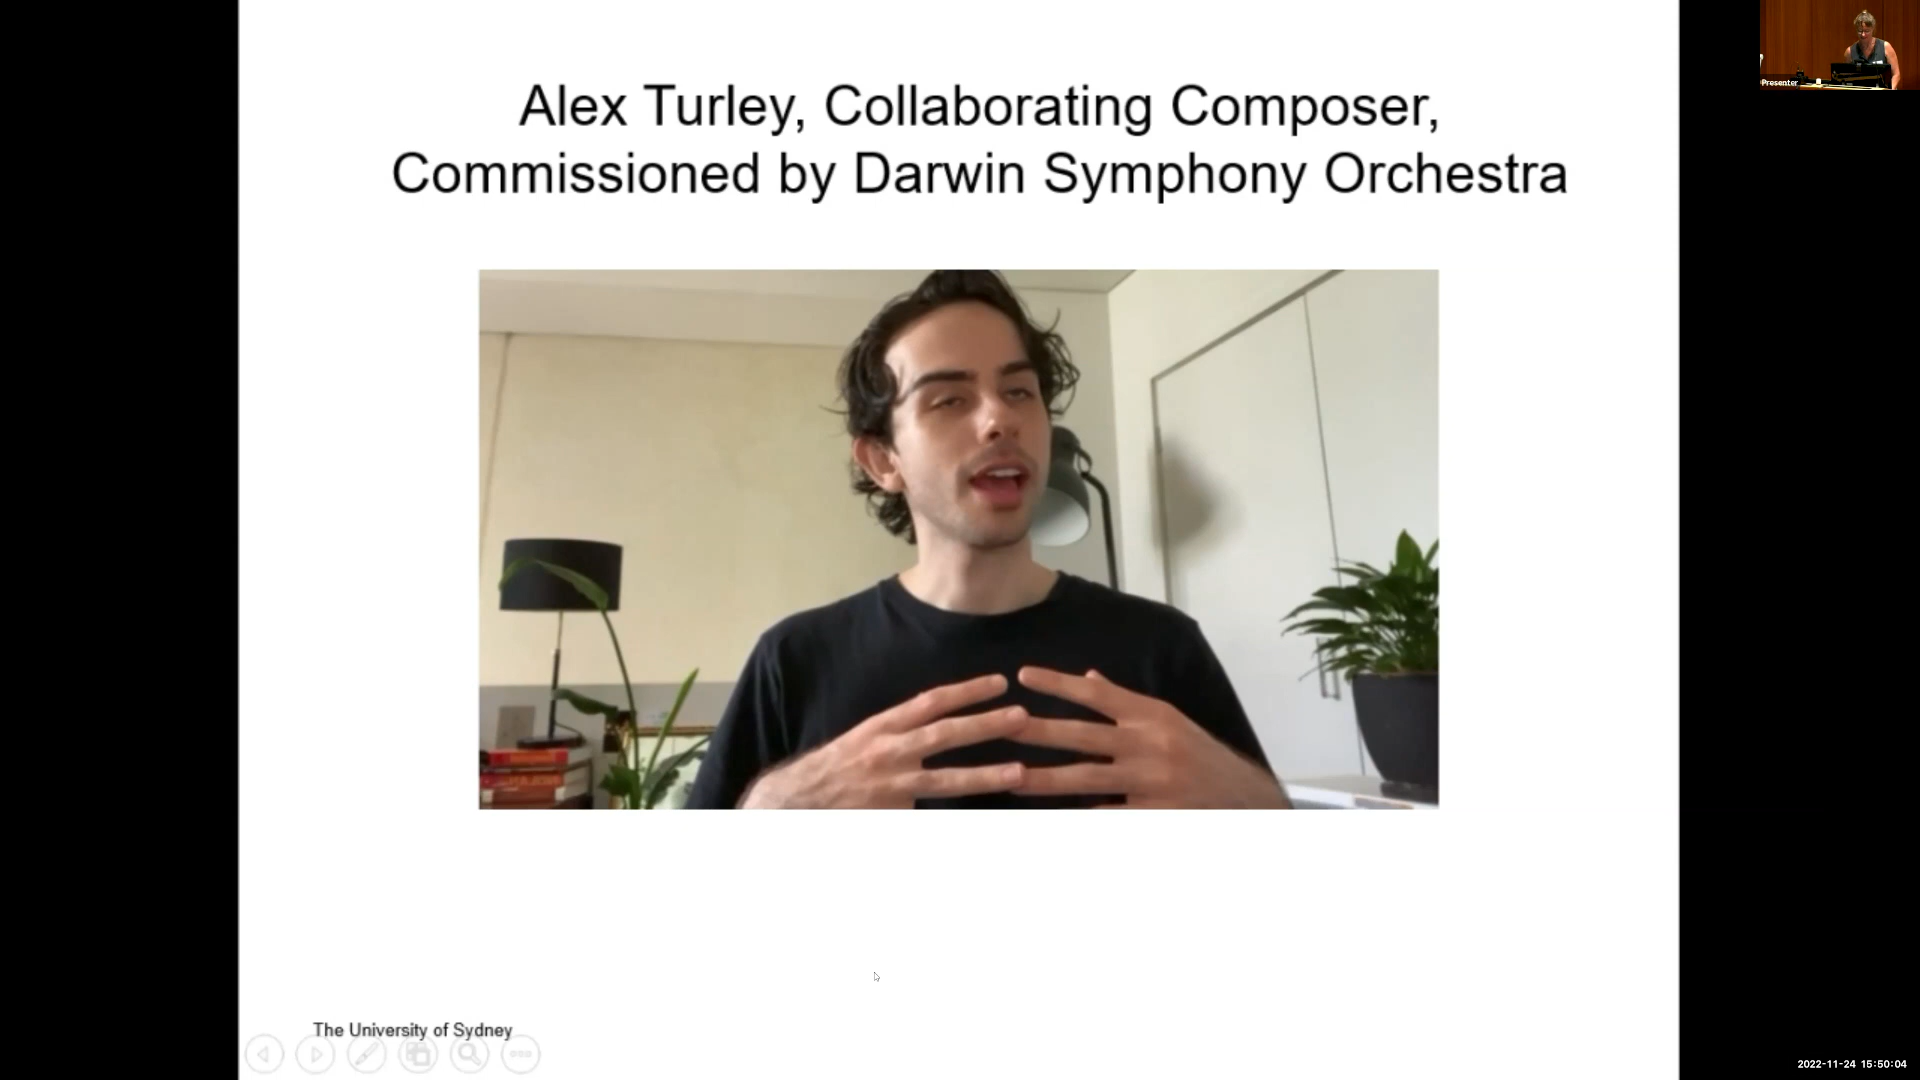 Alex Turley, Collaborating Composer,
Commissioned by Darwin Symphony Orchestra
Presenter
The University of Sydney
2022-11-24 15:50:04